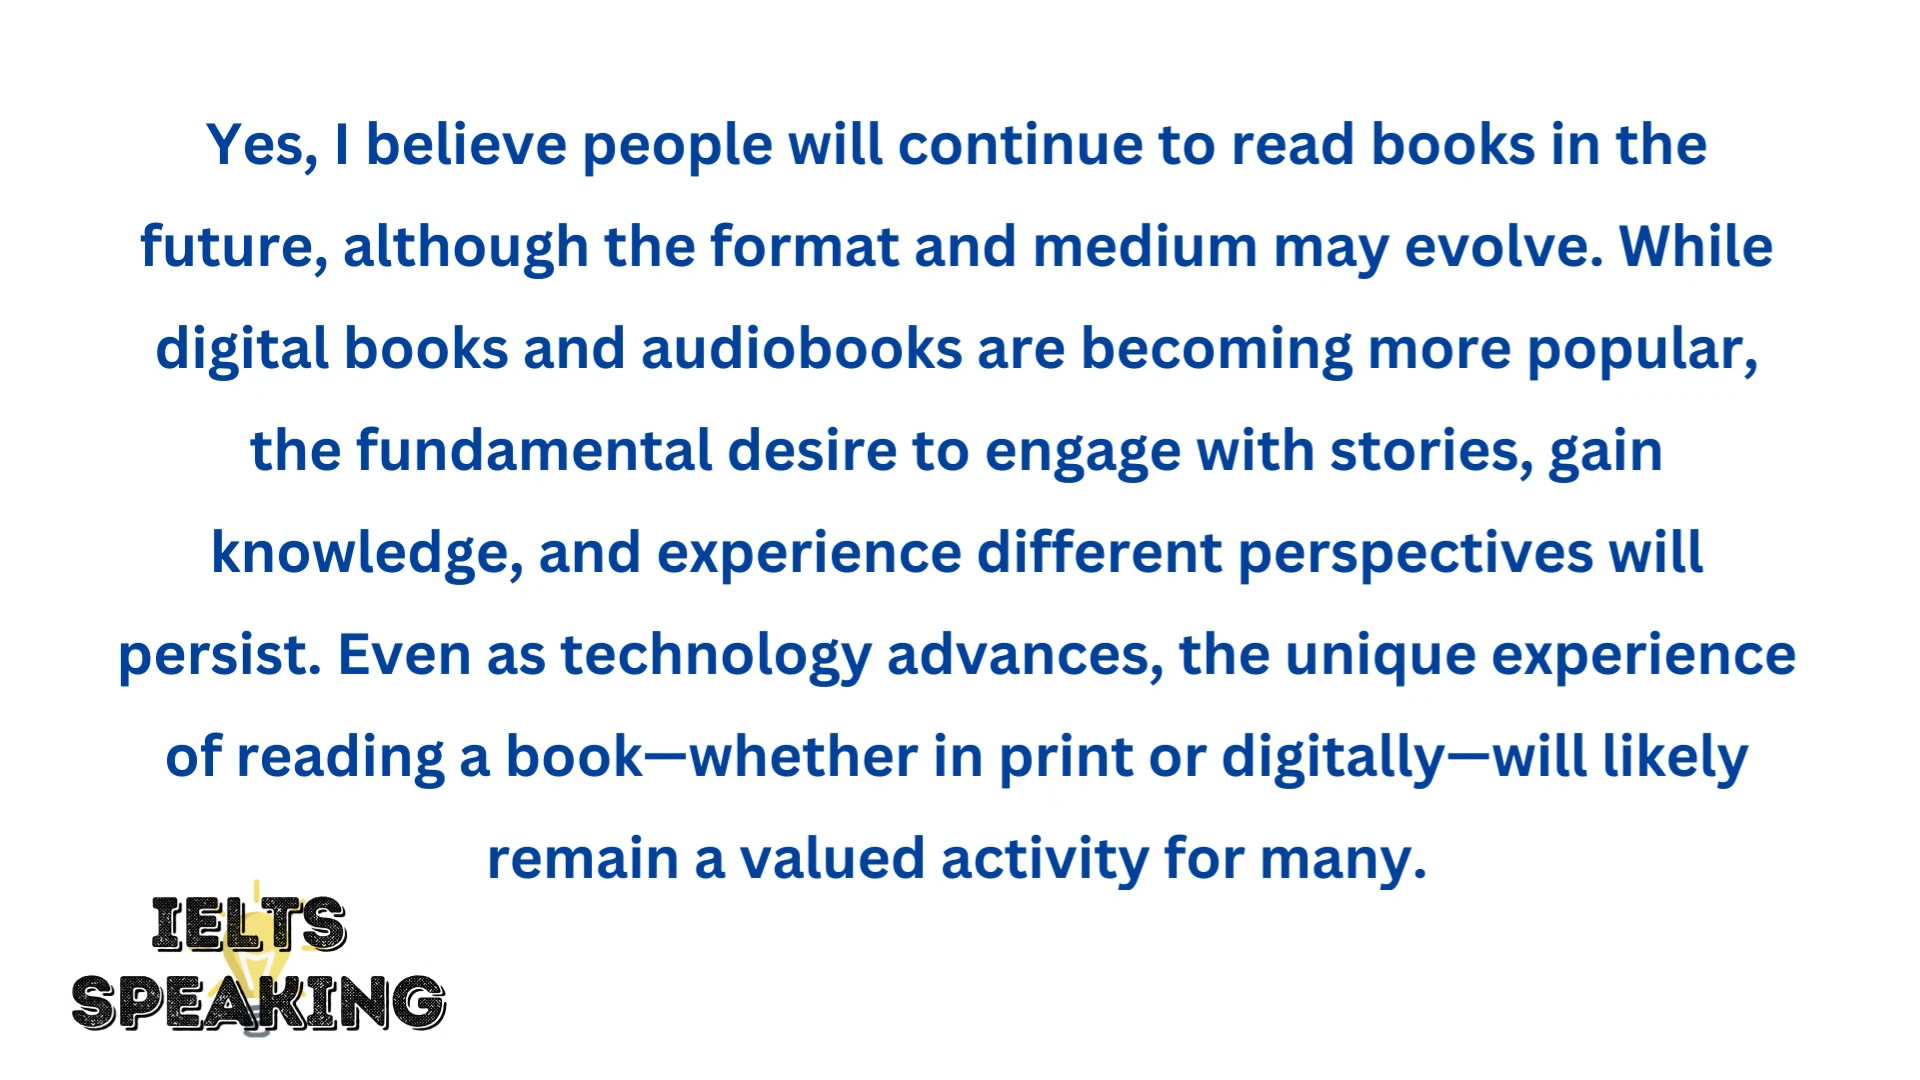 Yes, I believe people will continue to read books in the
future, although the format and medium may evolve. While
digital books and audiobooks are becoming more popular,
the fundamental desire to engage with stories, gain
knowledge, and experience different perspectives will
persist. Even as technology advances, the unique experience
of reading a book—whether in print or digitally—will likely
remain a valued activity for many.
IELTS
SPEAKING